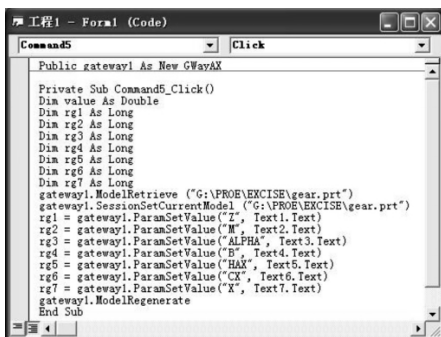 工程1 - Form1 (Code)
Command5 Click
Public gateway1 As New GWayAX
Private Sub Command5_Click()
Dim value As Double
Dim rg1 As Long
Dim rg2 As Long
Dim rg3 As Long
Dim rg4 As Long
Dim rg5 As Long
Dim rg6 As Long
Dim rg7 As Long
gateway1.ModelRetrieve ("G:\PROE\EXCISE\gear.prt")
gateway1.SessionSetCurrentModel ("G:\PROE\EXCISE\gear.prt")
rg1 = gateway1.ParamSetValue("Z", Text1.Text)
rg2 = gateway1.ParamSetValue("M", Text2.Text)
rg3 = gateway1.ParamSetValue("ALPHA", Text3.Text)
rg4 = gateway1.ParamSetValue("B", Text4.Text)
rg5 = gateway1.ParamSetValue("HAX", Text5.Text)
rg6 = gateway1.ParamSetValue("CX", Text6.Text)
rg7 = gateway1.ParamSetValue("X", Text7.Text)
gateway1.ModelRegenerate
End Sub